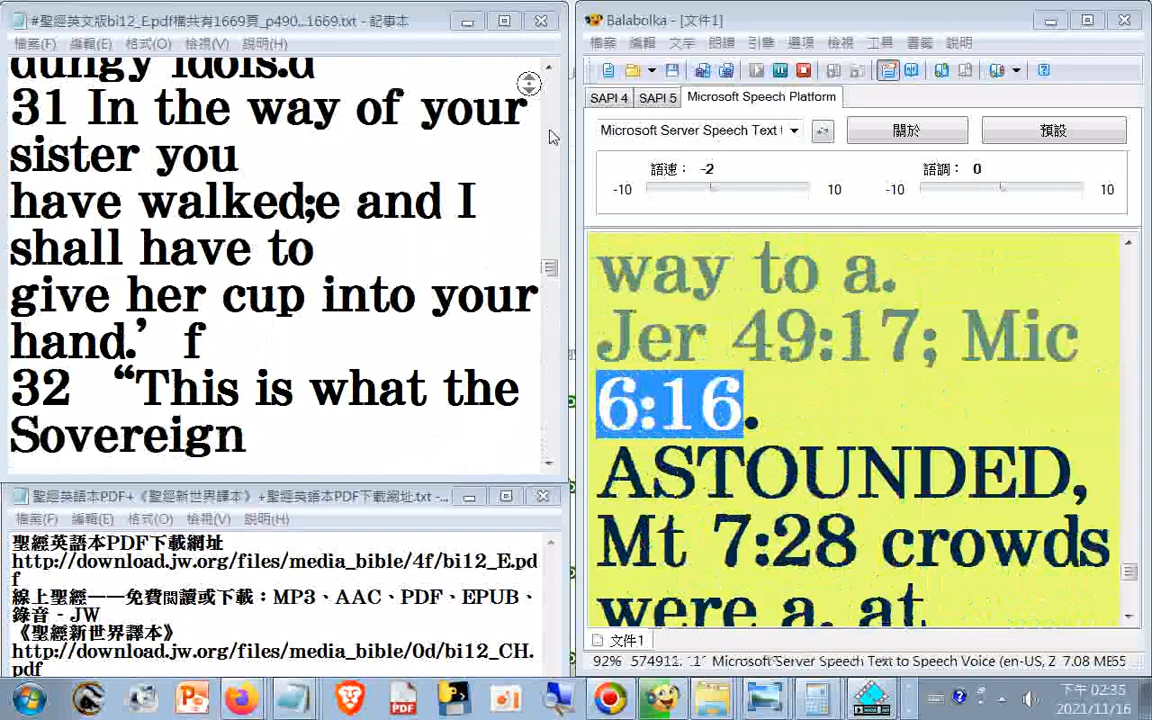 #聖經英文版bi12_E.pdf構共有1669頁_p490...1669.txt - 記事本
檔案(F) 編輯(E) 格式(O) 檢視(V) 說明(H)
dungy idols.d
31 In the way of your
sister you
have walked;e and I
shall have to
give her cup into your
hand.’ f
32 “This is what the
Sovereign
聖經英語本PDF+《聖經新世界譯本》+聖經英語本PDF下載網址.txt -...
檔案(F) 編輯(E) 格式(O) 檢視(V) 說明(H)
聖經英語本PDF下載網址
http://download.jw.org/files/media_bible/4f/bi12_E.pd
f
線上聖經——免費閱讀或下載：MP3、AAC、PDF、EPUB、
錄音 - JW
《聖經新世界譯本》
http://download.jw.org/files/media_bible/0d/bi12_CH.
pdf
Balabolka - [文件1]
檔案 編輯 文字 朗讀 引擎 選項 檢視 工具 書籤 說明
SAPI 4 SAPI 5 Microsoft Speech Platform
Microsoft Server Speech Text 關於 預設
語速： -2 語調： 0
-10 10 -10 10
way to a.
Jer 49:17; Mic
6:16.
ASTOUNDED,
Mt 7:28 crowds
were a. at
文件1
92% Microsoft Server Speech Text to Speech Voice (en-US, Z 7.08 ME
下午 02:35
2021/11/16